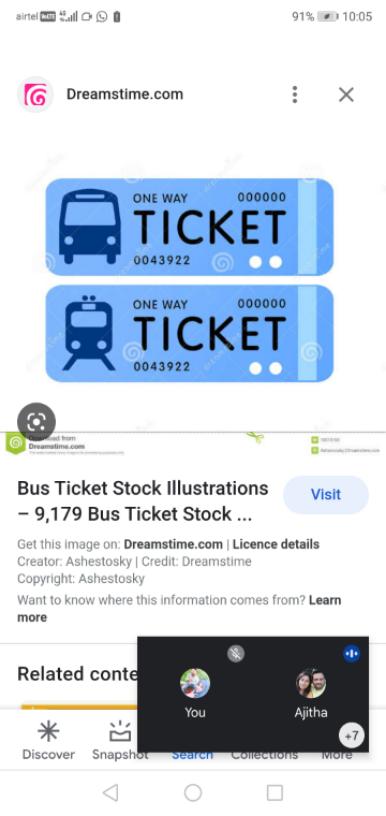 airtel VoLTE 4G 91% 10:05
Dreamstime.com
ONE WAY 000000
TICKET
0043922
ONE WAY 000000
TICKET
0043922
Download from
Dreamstime.com
Bus Ticket Stock Illustrations
– 9,179 Bus Ticket Stock ...
Visit
Get this image on: Dreamstime.com | Licence details
Creator: Ashestosky | Credit: Dreamstime
Copyright: Ashestosky
Want to know where this information comes from? Learn
more
Related conte
You
Ajitha
+7
Discover
Snapshot
Search
Collections
More